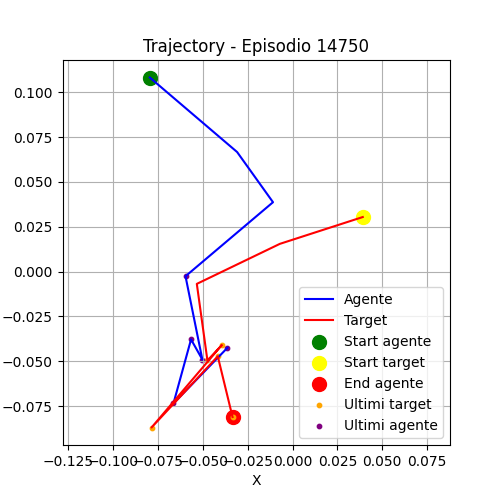 Trajectory - Episodio 14750
0.100
0.075
0.050
0.025
0.000
−0.025
−0.050
−0.075
Agente
Target
Start agente
Start target
End agente
Ultimi target
Ultimi agente
−0.125 −0.100 −0.075 −0.050 −0.025 0.000 0.025 0.050 0.075
X